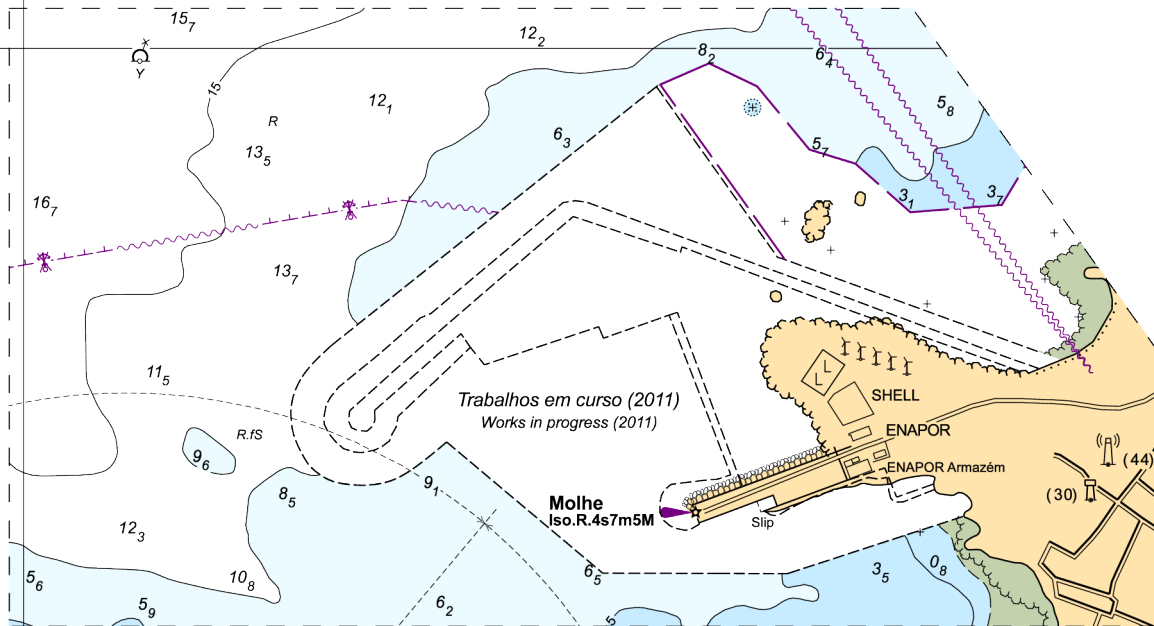 15₇
12₂
8₂
6₄
Y
15
12₁
5₈
R
6₃
5₇
13₅
3₁
3₇
16₇
13₇
L
L
11₅
SHELL
Trabalhos em curso (2011)
Works in progress (2011)
ENAPOR
R.fS
9₆
(44)
ENAPOR Armazém
9₁
8₅
(30)
Molhe
Iso.R.4s7m5M
Slip
12₃
0₈
3₅
5₆
10₈
6₅
5₉
6₂
5